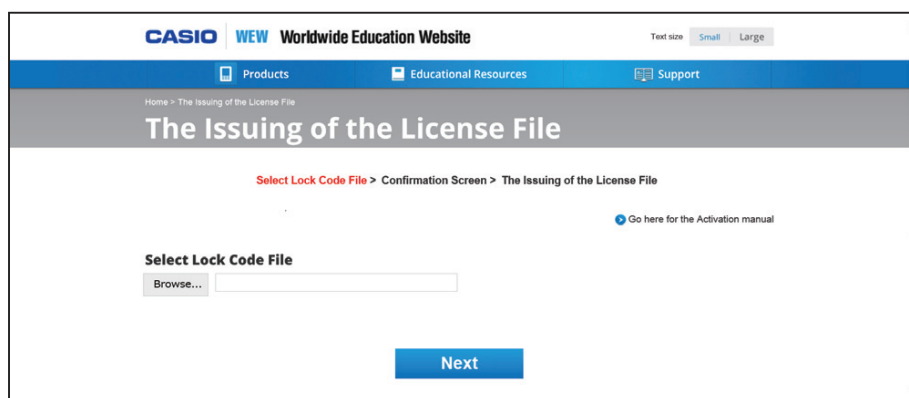 CASIO WEW Worldwide Education Website Text size Small Large
Products Educational Resources Support
Home > The Issuing of the License File
The Issuing of the License File
Select Lock Code File > Confirmation Screen > The Issuing of the License File
Go here for the Activation manual
Select Lock Code File
Browse...
Next